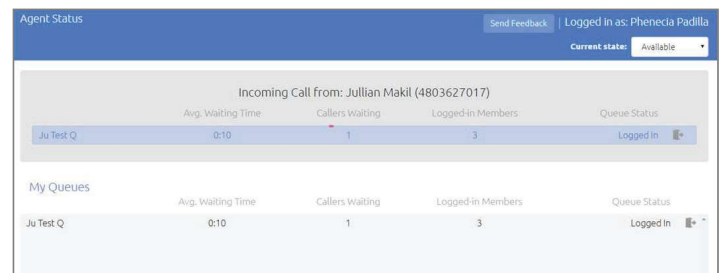 Agent Status
Send Feedback | Logged in as: Phenecia Padilla
Current state: Available
Incoming Call from: Jullian Makil (4803627017)
Avg. Waiting Time Callers Waiting Logged-in Members Queue Status
Ju Test Q 0:10 1 3 Logged In
My Queues
Avg. Waiting Time Callers Waiting Logged-in Members Queue Status
Ju Test Q 0:10 1 3 Logged In